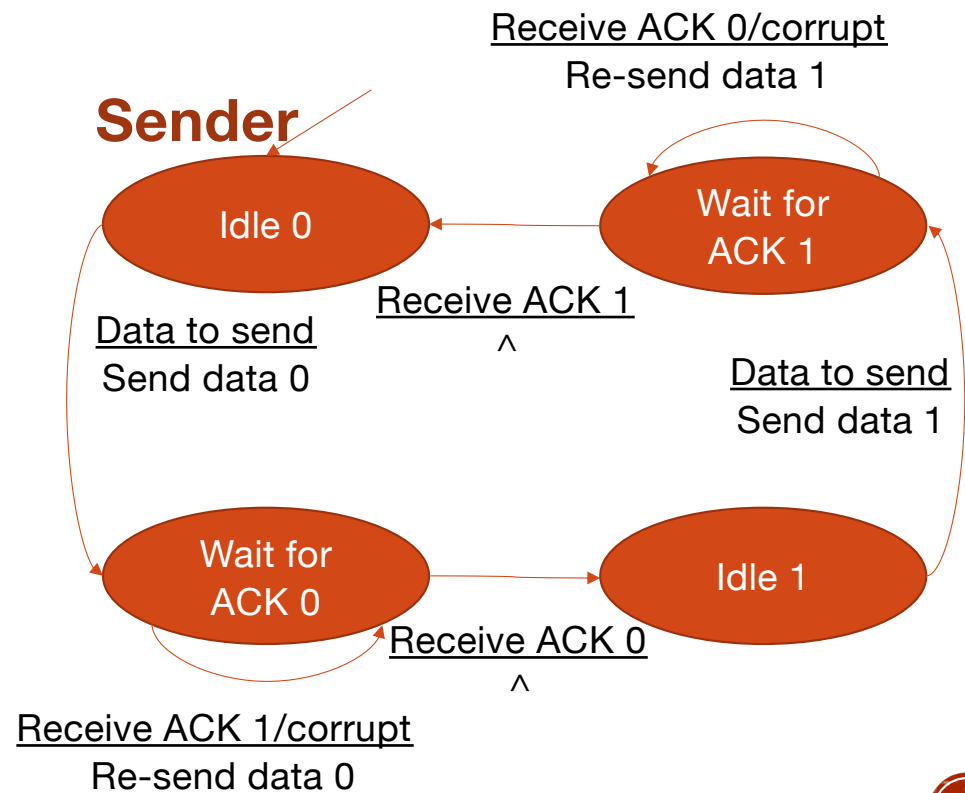 Receive ACK 0/corrupt
Re-send data 1
Sender
Idle 0
Wait for
ACK 1
Receive ACK 1
^
Data to send
Send data 0
Data to send
Send data 1
Wait for
ACK 0
Idle 1
Receive ACK 0
^
Receive ACK 1/corrupt
Re-send data 0